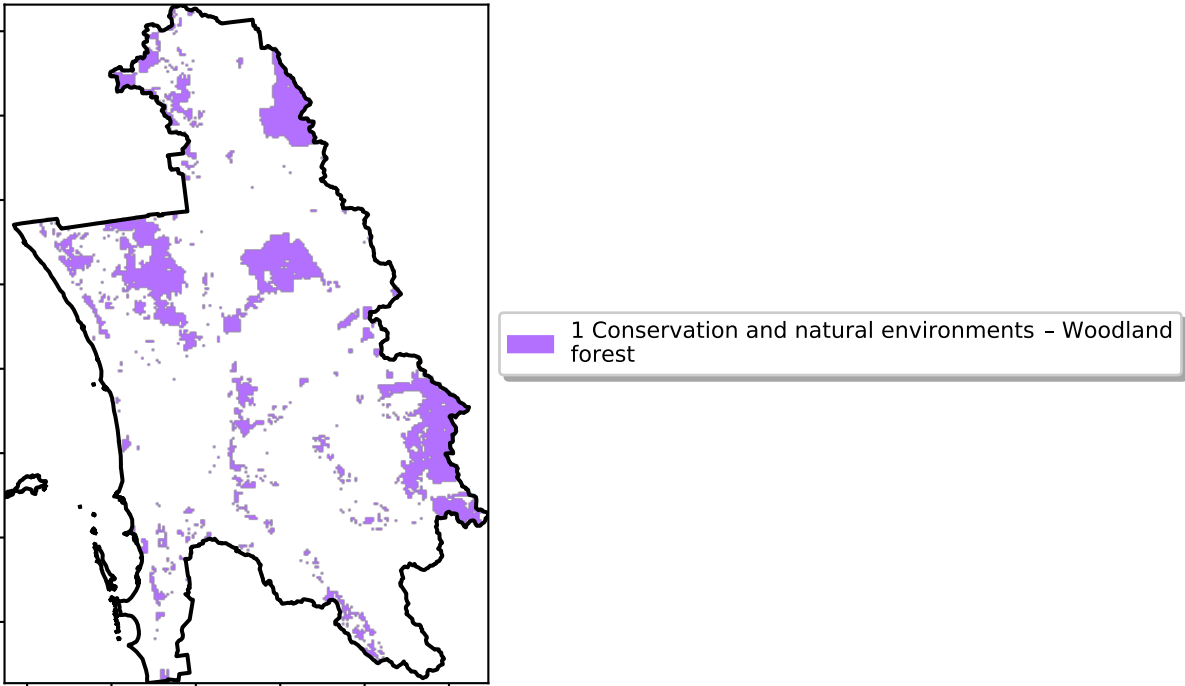 1 Conservation and natural environments – Woodland
forest